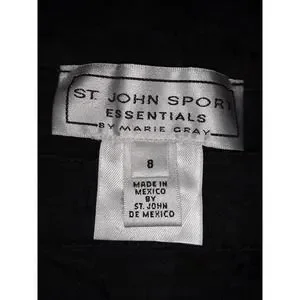 ST. JOHN SPORT
ESSENTIALS
BY MARIE GRAY
8
MADE IN
MEXICO
BY
ST. JOHN
DE MEXICO